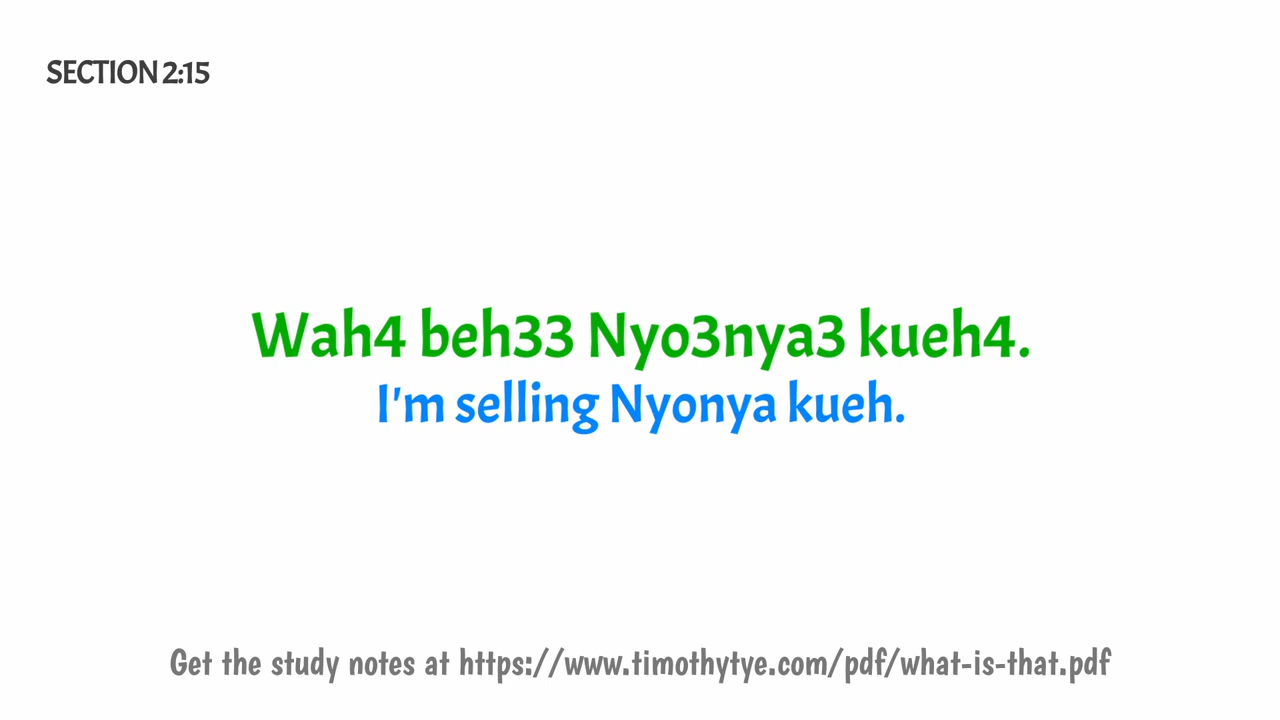 SECTION 2:15
Wah4 beh33 Nyo3nya3 kueh4.
I'm selling Nyonya kueh.
Get the study notes at https://www.timothytye.com/pdf/what-is-that.pdf